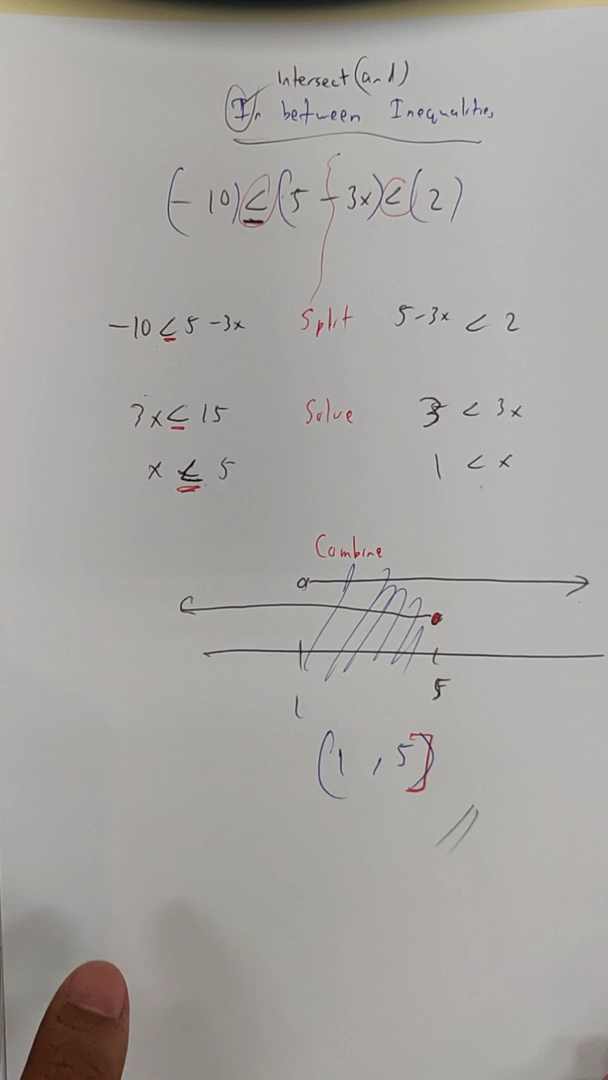 Intersect (and)
In between Inequalities
(-10) ≤ (5 - 3x) < (2)
-10 ≤ 5 - 3x Split 5-3x < 2
3x ≤ 15 Solve 3 < 3x
x ≤ 5 1 < x
Combine
1 5
(1, 5]